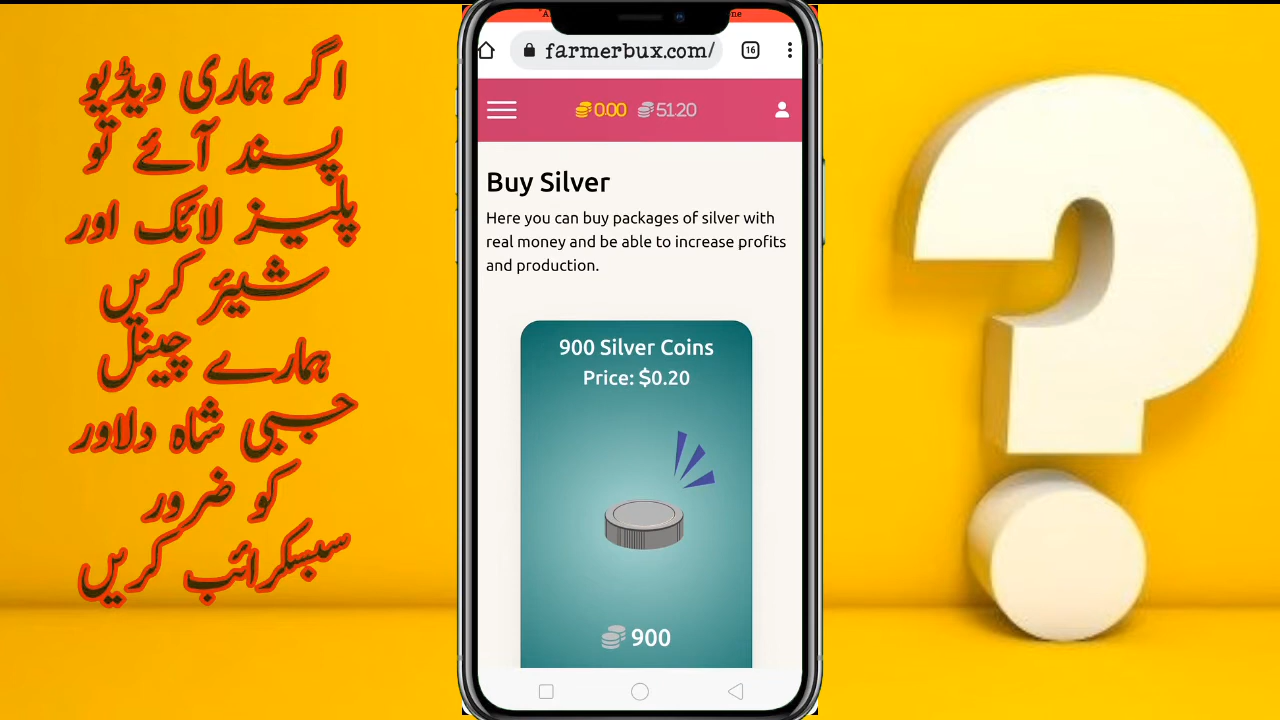 اگر ہماری ویڈیو
پسند آئے تو
پلیز لائک اور
شیئر کریں
ہمارے چینل
جبی شاہ دلاور
کو ضرور
سبسکرائب کریں
farmerbux.com/
16
0.00 51.20
Buy Silver
Here you can buy packages of silver with
real money and be able to increase profits
and production.
900 Silver Coins
Price: $0.20
900